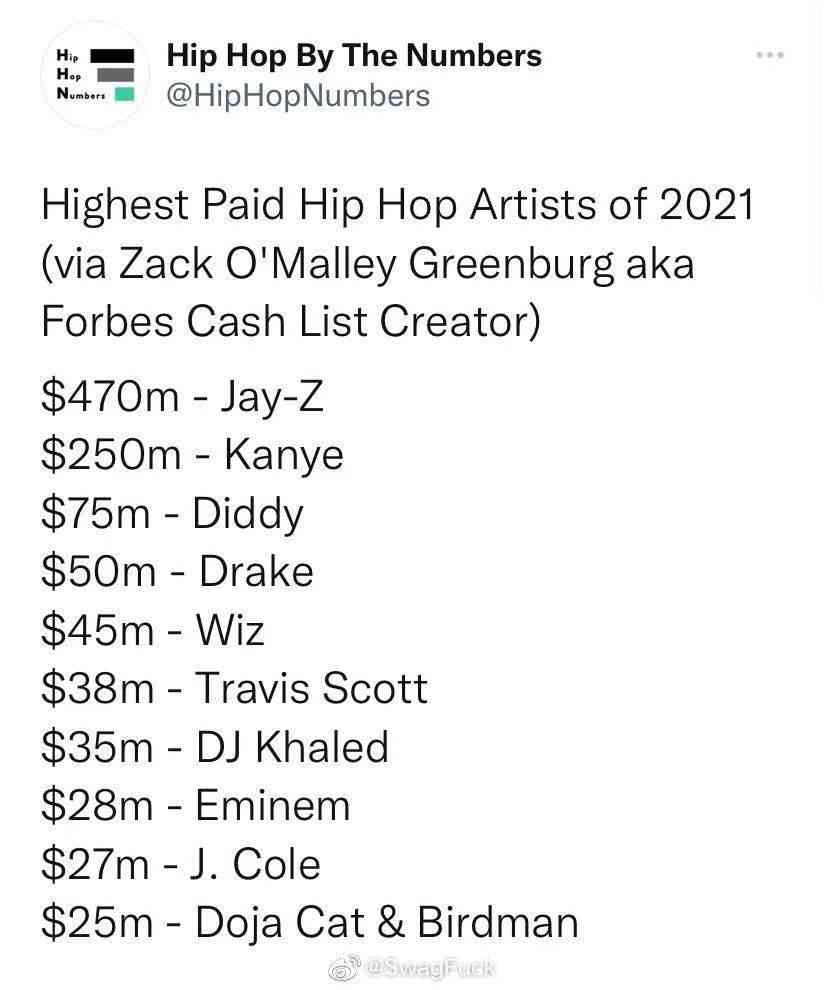 Hip
Hop
Numbers
Hip Hop By The Numbers
@HipHopNumbers
Highest Paid Hip Hop Artists of 2021
(via Zack O'Malley Greenburg aka
Forbes Cash List Creator)
$470m - Jay-Z
$250m - Kanye
$75m - Diddy
$50m - Drake
$45m - Wiz
$38m - Travis Scott
$35m - DJ Khaled
$28m - Eminem
$27m - J. Cole
$25m - Doja Cat & Birdman
@SwagFuck